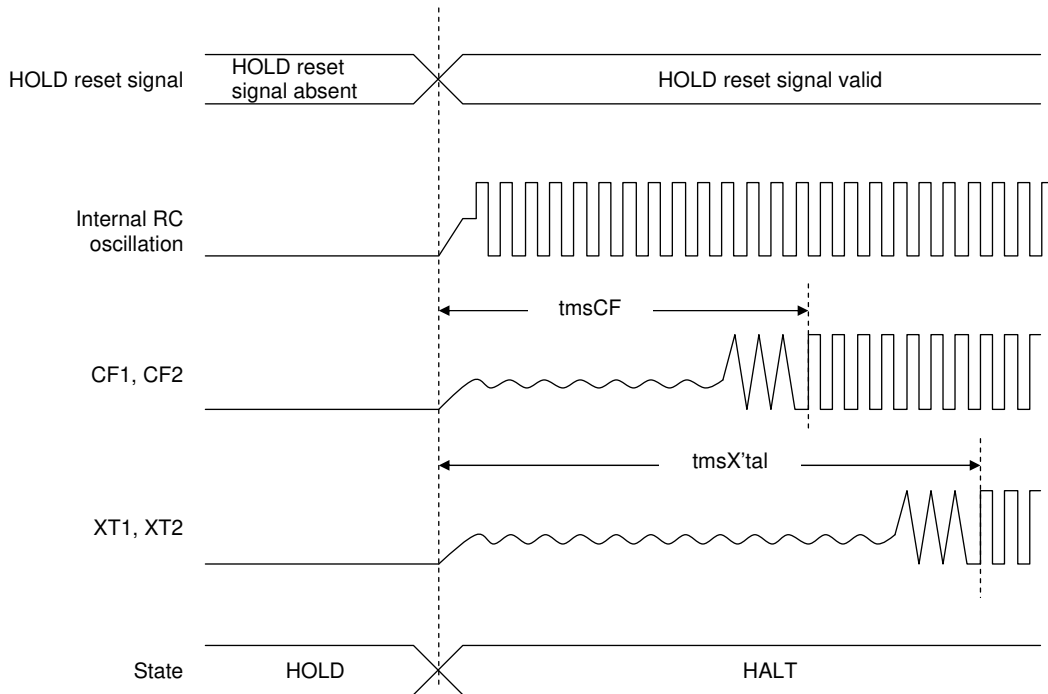 HOLD reset signal
HOLD reset
signal absent
HOLD reset signal valid
Internal RC
oscillation
tmsCF
CF1, CF2
tmsX'tal
XT1, XT2
State
HOLD
HALT